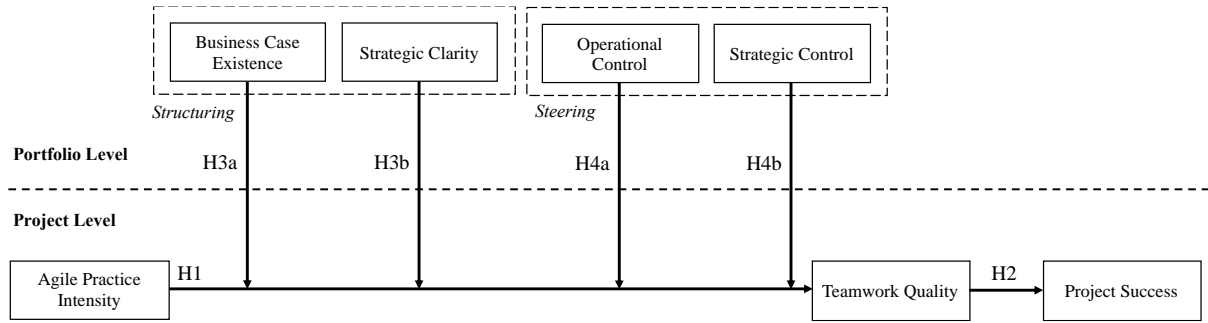 Business Case
Existence
Strategic Clarity
Operational
Control
Strategic Control
Structuring
Steering
Portfolio Level
H3a
H3b
H4a
H4b
Project Level
Agile Practice
Intensity
H1
Teamwork Quality
H2
Project Success